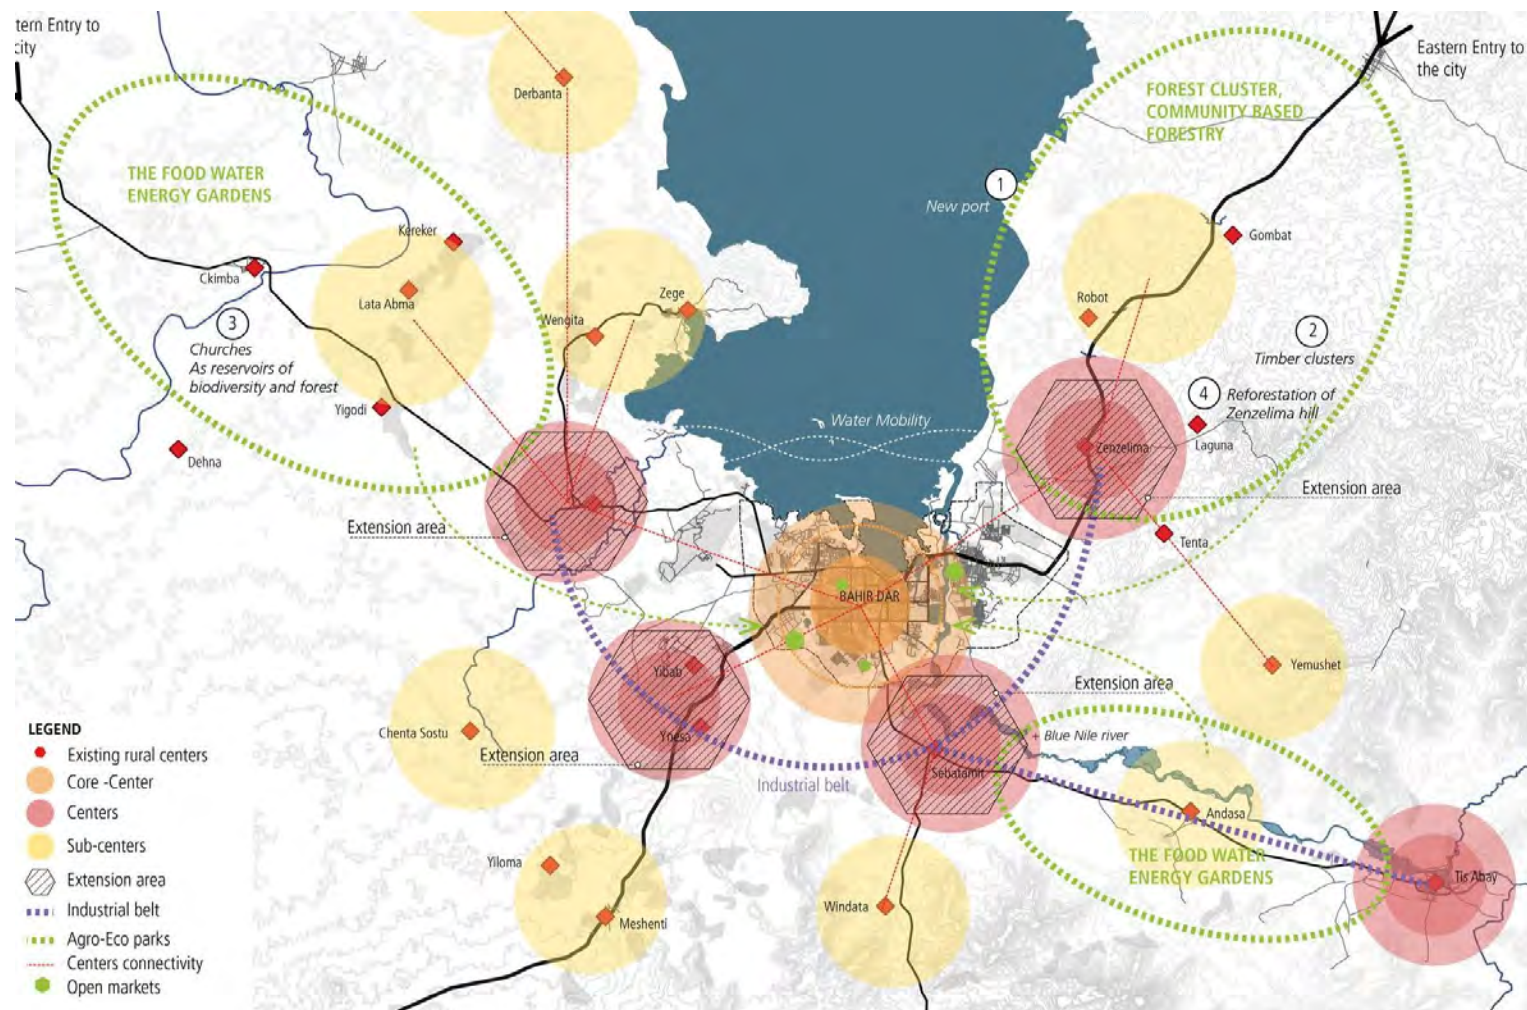 tern Entry to
city
Eastern Entry to
the city
Derbanta
FOREST CLUSTER,
COMMUNITY BASED
FORESTRY
THE FOOD WATER
ENERGY GARDENS
1
New port
Kereker
Gombat
Ckimba
Lata Abma
Zege
Robot
Wengita
3
2
Churches
As reservoirs of
biodiversity and forest
Timber clusters
4
Reforestation of
Zenzelima hill
Yigodi
Water Mobility
Laguna
Zenzelima
Dehna
Extension area
Extension area
Tenta
BAHIR DAR
Yibab
Yemushet
Extension area
Chenta Sostu
Ynesa
Blue Nile river
Extension area
Sebatamit
Industrial belt
Andasa
THE FOOD WATER
ENERGY GARDENS
Tis Abay
Yiloma
Windata
Meshenti
LEGEND
Existing rural centers
Core -Center
Centers
Sub-centers
Extension area
Industrial belt
Agro-Eco parks
Centers connectivity
Open markets